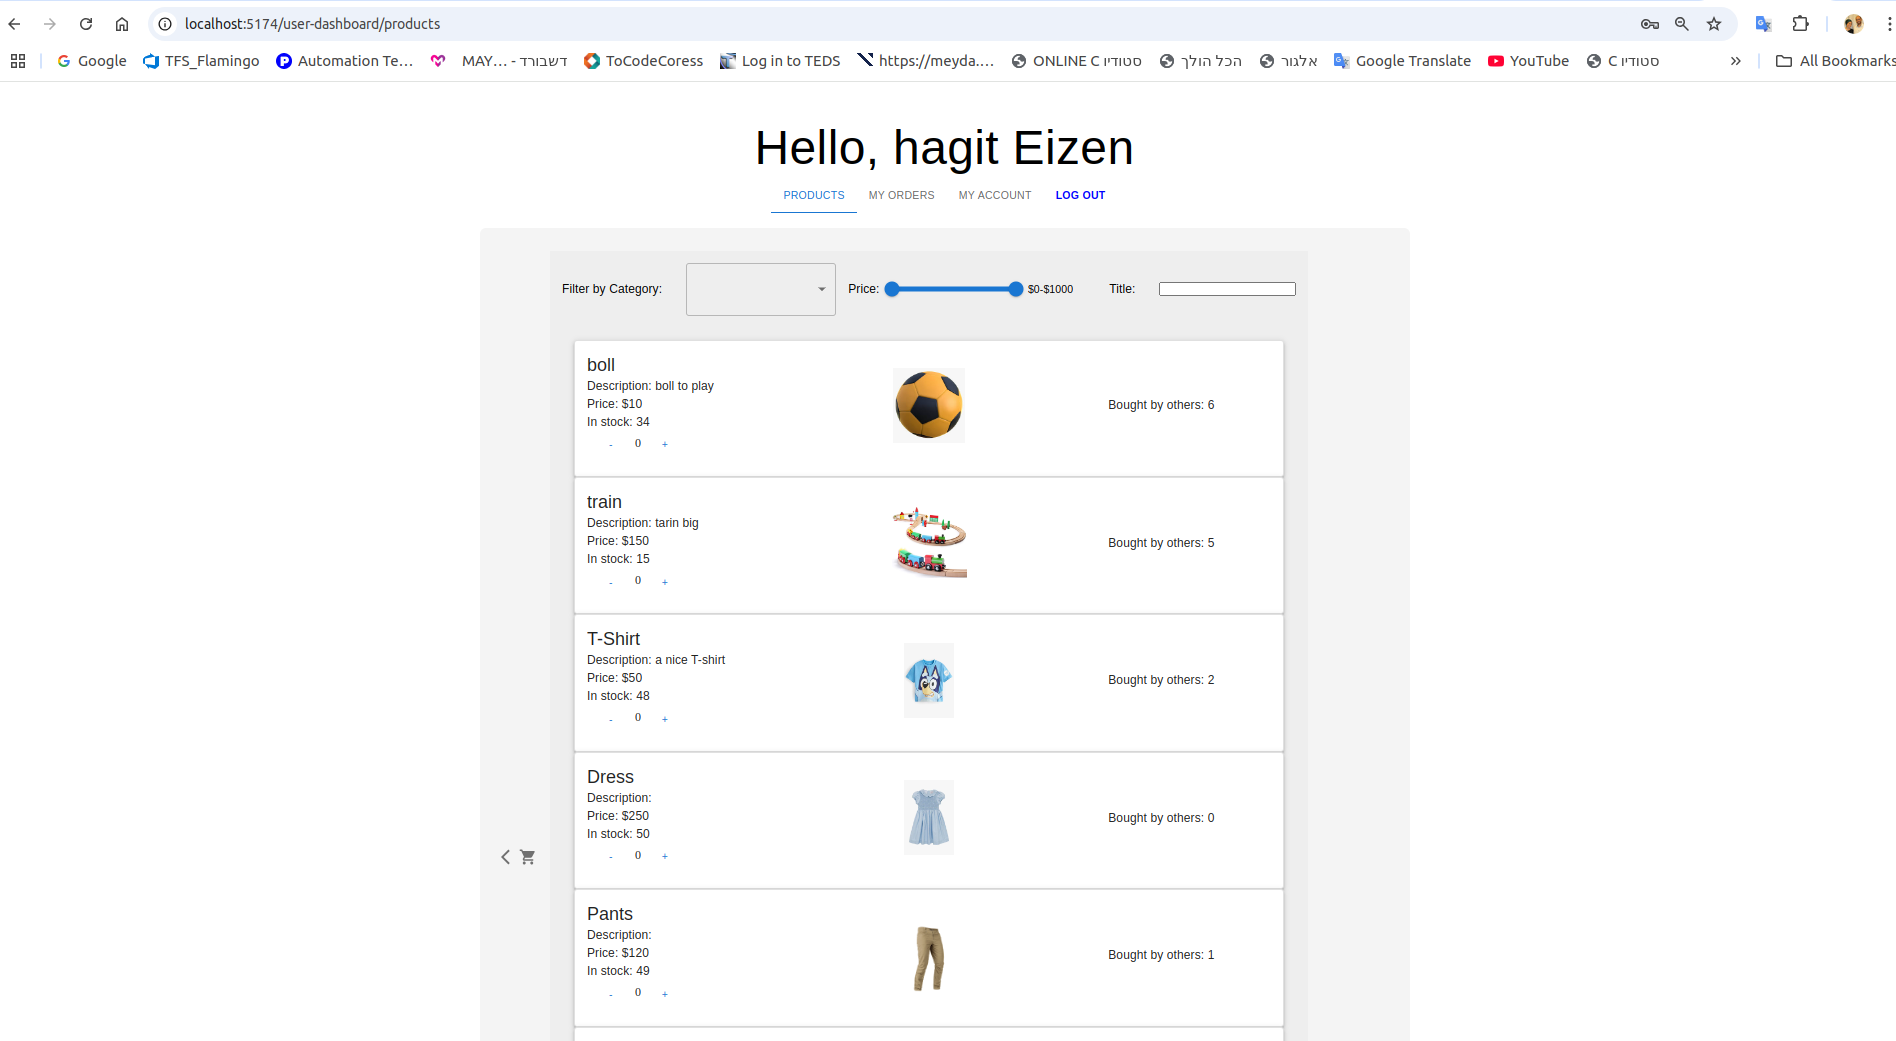 localhost:5174/user-dashboard/products
Google TFS_Flamingo Automation Te... MAY... - דשבורד ToCodeCoress Log in to TEDS https://meyda.... ONLINE C סטודיו הכל הולך אלגור Google Translate YouTube C סטודיו » All Bookmarks
Hello, hagit Eizen
PRODUCTS MY ORDERS MY ACCOUNT LOG OUT
Filter by Category: Price: $0-$1000 Title:
boll
Description: boll to play
Price: $10
In stock: 34
- 0 +
Bought by others: 6
train
Description: tarin big
Price: $150
In stock: 15
- 0 +
Bought by others: 5
T-Shirt
Description: a nice T-shirt
Price: $50
In stock: 48
- 0 +
Bought by others: 2
Dress
Description:
Price: $250
In stock: 50
- 0 +
Bought by others: 0
Pants
Description:
Price: $120
In stock: 49
- 0 +
Bought by others: 1